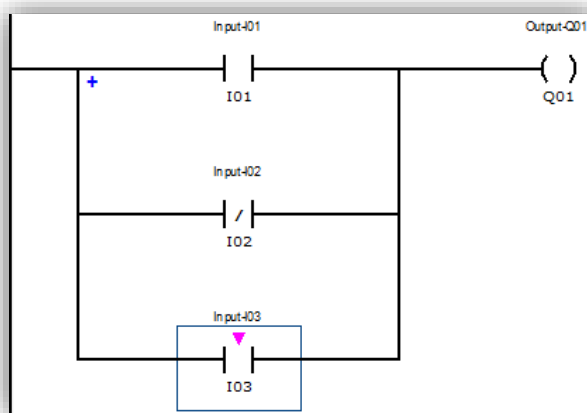 Input-I01
Output-Q01
I01
Q01
Input-I02
I02
Input-I03
I03